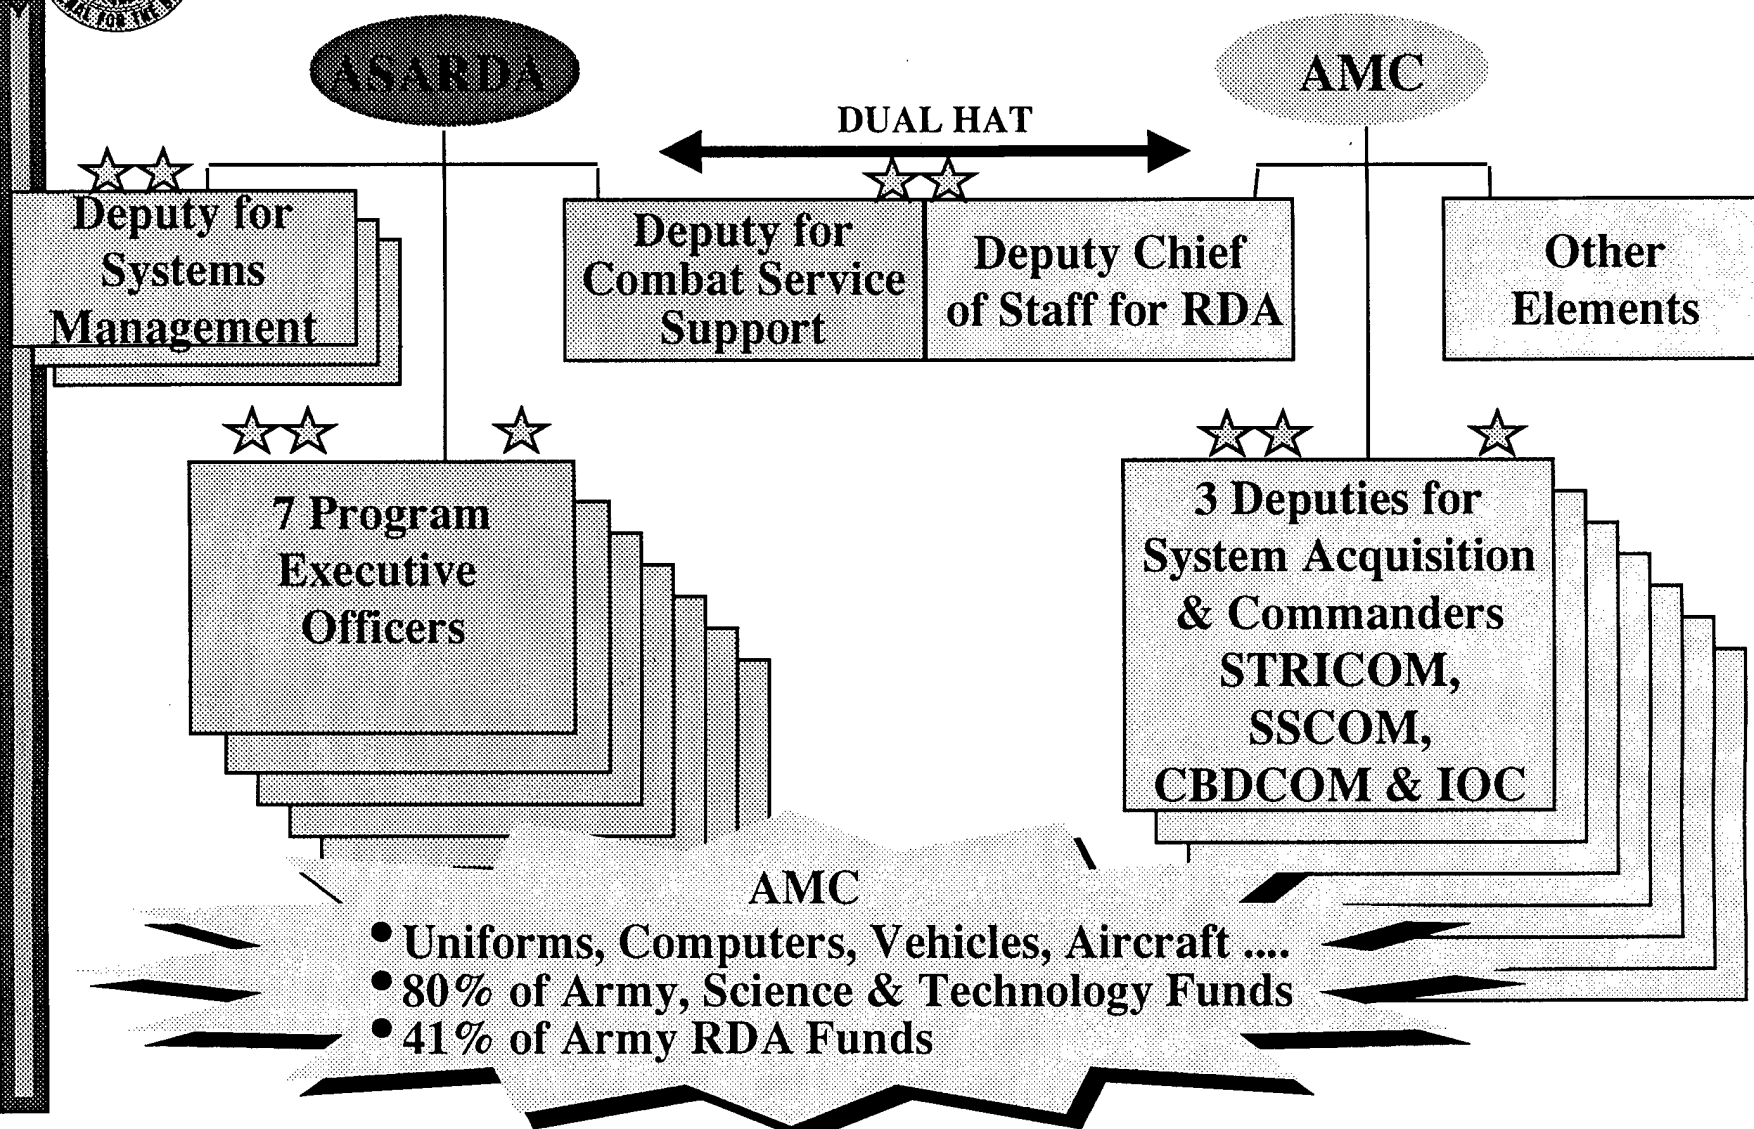 ASARDA
AMC
DUAL HAT
Deputy for
Systems
Management
Deputy for
Combat Service
Support
Deputy Chief
of Staff for RDA
Other
Elements
7 Program
Executive
Officers
3 Deputies for
System Acquisition
& Commanders
STRICOM,
SSCOM,
CBDCOM & IOC
AMC
• Uniforms, Computers, Vehicles, Aircraft ....
• 80% of Army, Science & Technology Funds
• 41% of Army RDA Funds